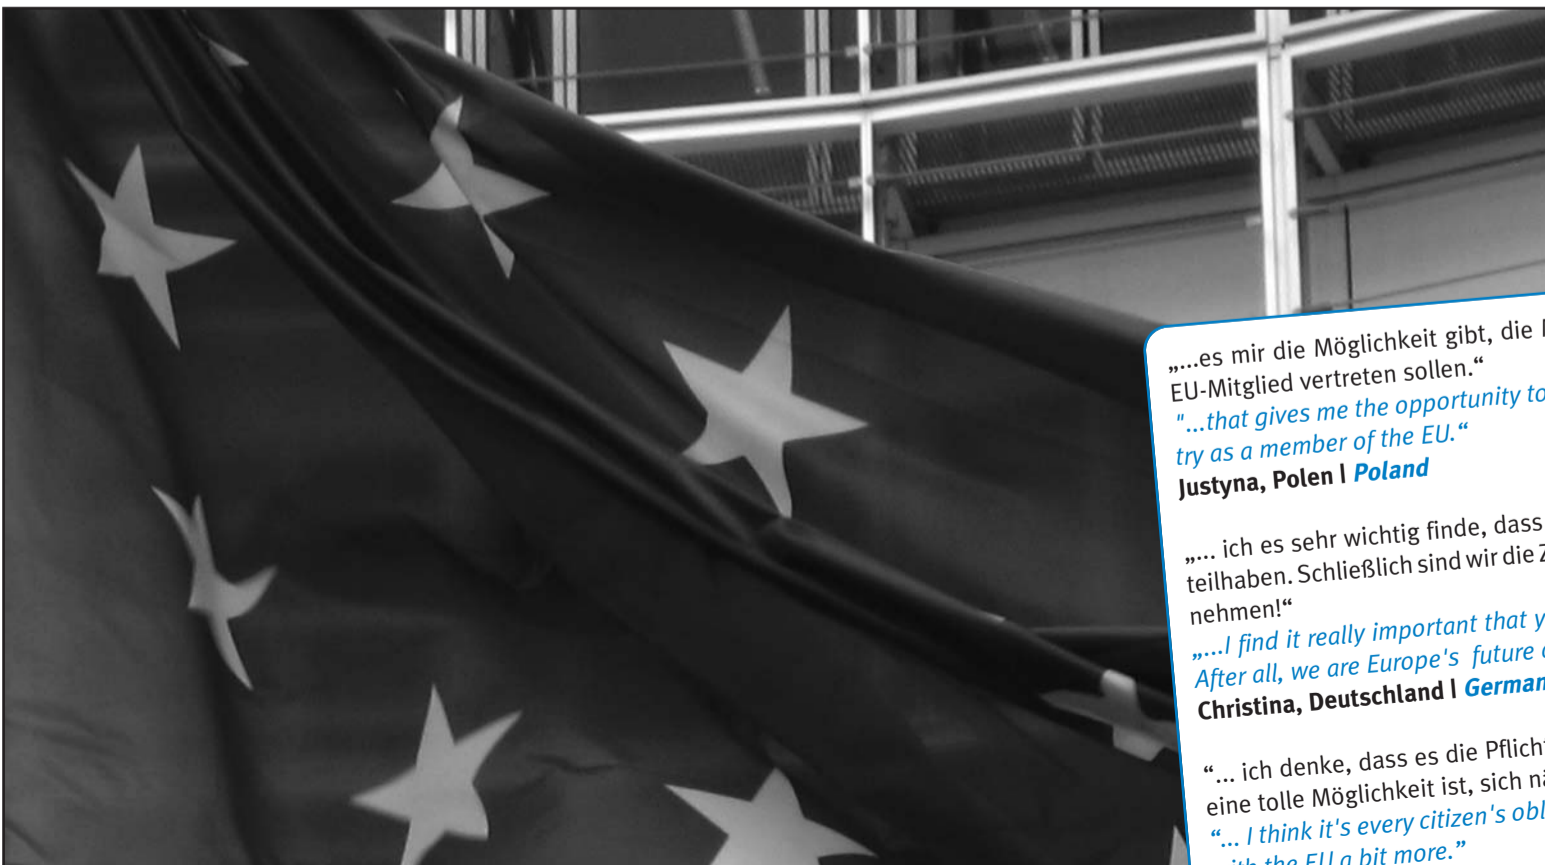 „...es mir die Möglichkeit gibt, die
EU-Mitglied vertreten sollen.“
"...that gives me the opportunity to
try as a member of the EU.“
Justyna, Polen | Poland
„... ich es sehr wichtig finde, dass
teilhaben. Schließlich sind wir die
nehmen!“
„...I find it really important that
After all, we are Europe's future
Christina, Deutschland | German
“... ich denke, dass es die Pflicht
eine tolle Möglichkeit ist, sich
“... I think it's every citizen's
the EU a bit more.”